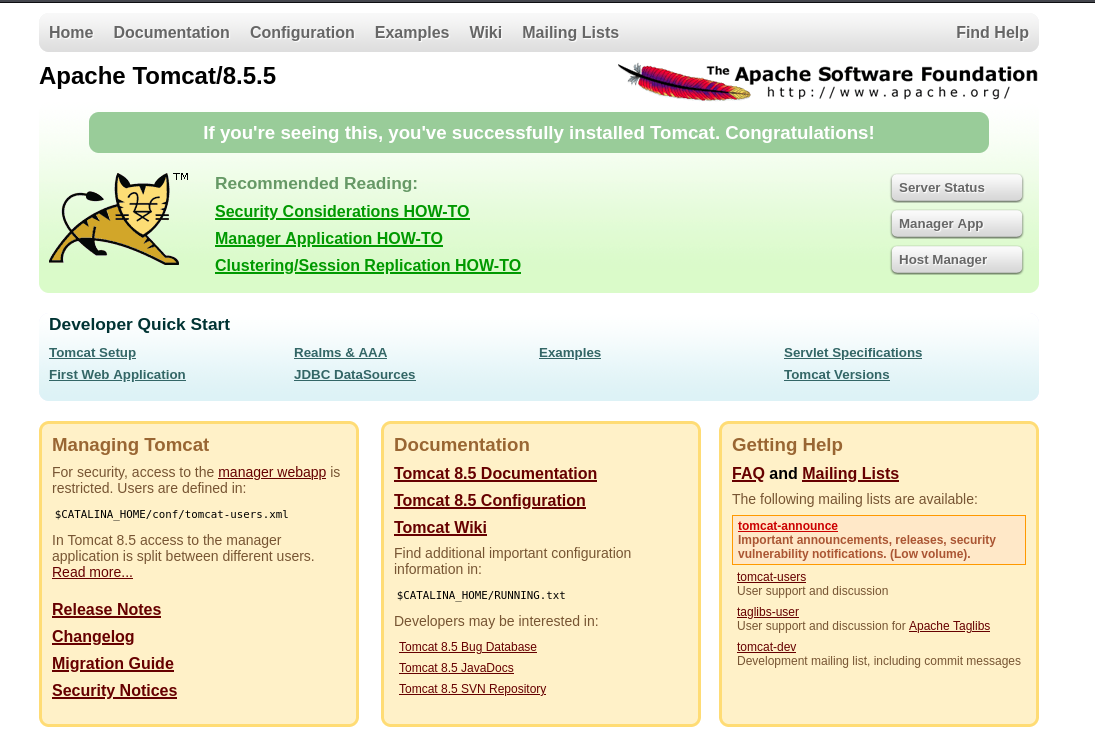 Home Documentation Configuration Examples Wiki Mailing Lists Find Help
Apache Tomcat/8.5.5
The Apache Software Foundation
http://www.apache.org/
If you're seeing this, you've successfully installed Tomcat. Congratulations!
TM
Recommended Reading:
Security Considerations HOW-TO
Manager Application HOW-TO
Clustering/Session Replication HOW-TO
Server Status
Manager App
Host Manager
Developer Quick Start
Tomcat Setup
First Web Application
Realms & AAA
JDBC DataSources
Examples
Servlet Specifications
Tomcat Versions
Managing Tomcat
For security, access to the manager webapp is
restricted. Users are defined in:
$CATALINA_HOME/conf/tomcat-users.xml
In Tomcat 8.5 access to the manager
application is split between different users.
Read more...
Release Notes
Changelog
Migration Guide
Security Notices
Documentation
Tomcat 8.5 Documentation
Tomcat 8.5 Configuration
Tomcat Wiki
Find additional important configuration
information in:
$CATALINA_HOME/RUNNING.txt
Developers may be interested in:
Tomcat 8.5 Bug Database
Tomcat 8.5 JavaDocs
Tomcat 8.5 SVN Repository
Getting Help
FAQ and Mailing Lists
The following mailing lists are available:
tomcat-announce
Important announcements, releases, security
vulnerability notifications. (Low volume).
tomcat-users
User support and discussion
taglibs-user
User support and discussion for Apache Taglibs
tomcat-dev
Development mailing list, including commit messages